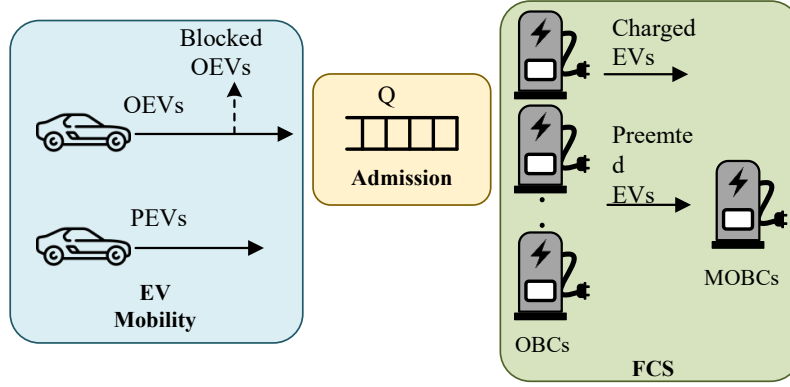 Blocked
OEVs
OEVs
PEVs
EV
Mobility
Q
Admission
Charged
EVs
Preemte
d
EVs
MOBCs
OBCs
FCS